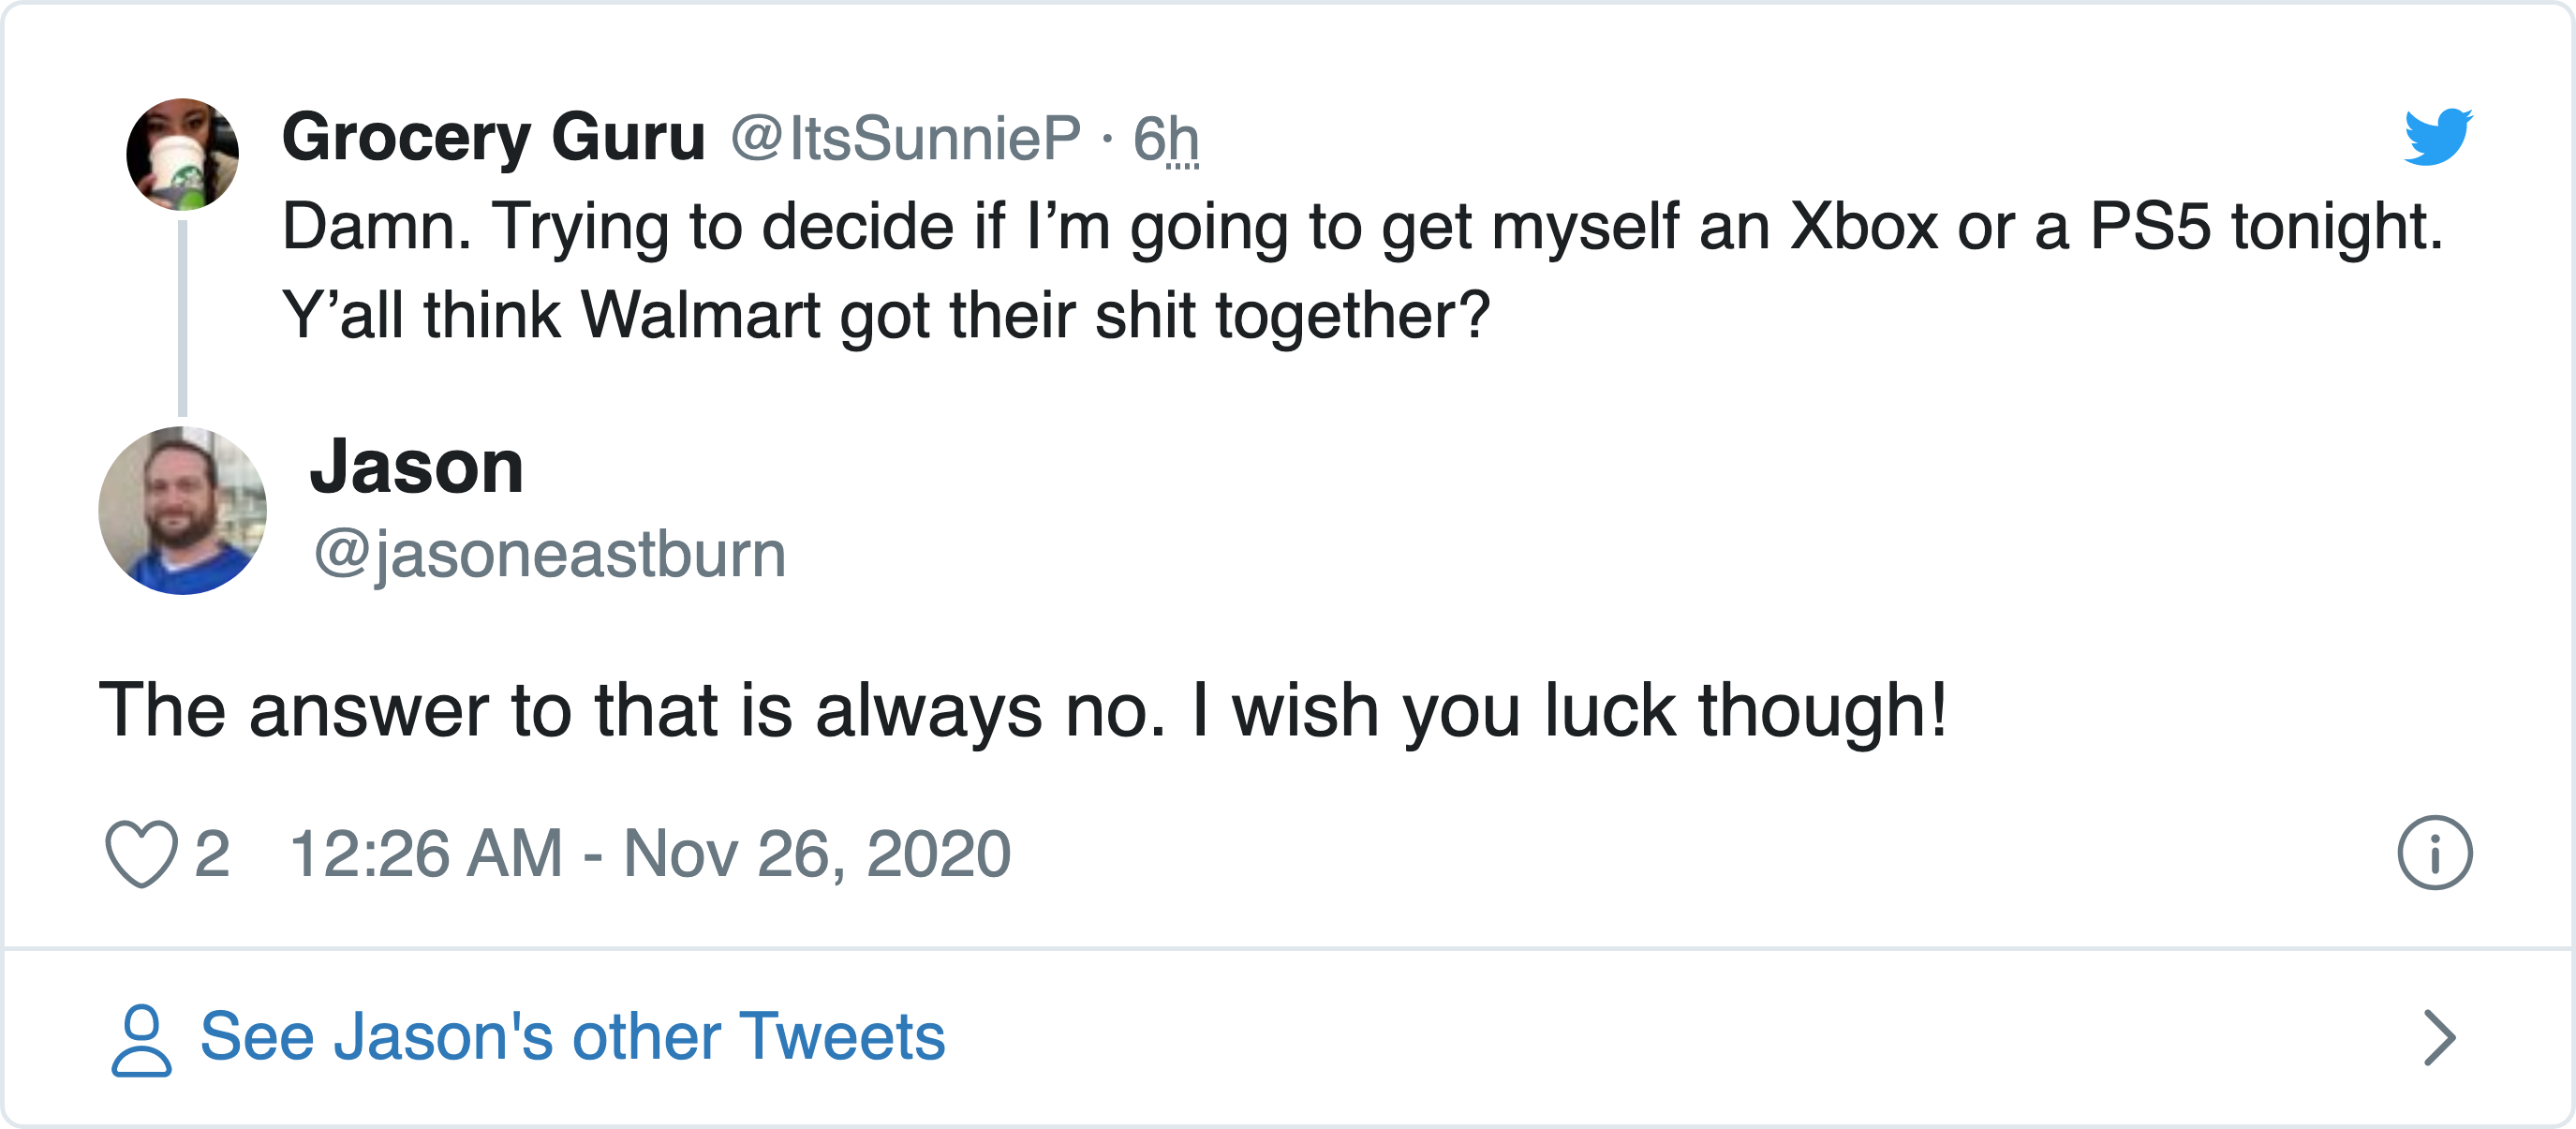 Grocery Guru @ItsSunnieP · 6h
Damn. Trying to decide if I’m going to get myself an Xbox or a PS5 tonight.
Y’all think Walmart got their shit together?
Jason
@jasoneastburn
The answer to that is always no. I wish you luck though!
2 12:26 AM - Nov 26, 2020
See Jason's other Tweets